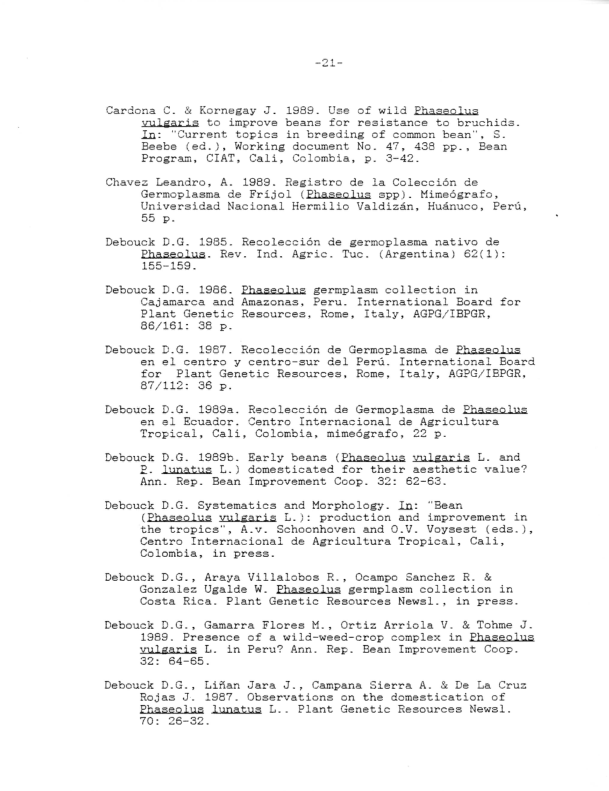 -21-
Cardona C. & Kornegay J. 1989. Use of wild Phaseolus
vulgaris to improve beans for resistance to bruchids.
In: "Current topics in breeding of common bean", S.
Beebe (ed.), Working document No. 47, 438 pp., Bean
Program, CIAT, Cali, Colombia, p. 3-42.
Chavez Leandro, A. 1989. Registro de la Colección de
Germoplasma de Fríjol (Phaseolus spp). Mimeógrafo,
Universidad Nacional Hermilio Valdizán, Huánuco, Perú,
55 p.
Debouck D.G. 1985. Recolección de germoplasma nativo de
Phaseolus. Rev. Ind. Agric. Tuc. (Argentina) 62(1):
155-159.
Debouck D.G. 1986. Phaseolus germplasm collection in
Cajamarca and Amazonas, Peru. International Board for
Plant Genetic Resources, Rome, Italy, AGPG/IBPGR,
86/161: 38 p.
Debouck D.G. 1987. Recolección de Germoplasma de Phaseolus
en el centro y centro-sur del Perú. International Board
for Plant Genetic Resources, Rome, Italy, AGPG/IBPGR,
87/112: 36 p.
Debouck D.G. 1989a. Recolección de Germoplasma de Phaseolus
en el Ecuador. Centro Internacional de Agricultura
Tropical, Cali, Colombia, mimeógrafo, 22 p.
Debouck D.G. 1989b. Early beans (Phaseolus vulgaris L. and
P. lunatus L.) domesticated for their aesthetic value?
Ann. Rep. Bean Improvement Coop. 32: 62-63.
Debouck D.G. Systematics and Morphology. In: "Bean
(Phaseolus vulgaris L.): production and improvement in
the tropics", A.v. Schoonhoven and O.V. Voysest (eds.),
Centro Internacional de Agricultura Tropical, Cali,
Colombia, in press.
Debouck D.G., Araya Villalobos R., Ocampo Sanchez R. &
Gonzalez Ugalde W. Phaseolus germplasm collection in
Costa Rica. Plant Genetic Resources Newsl., in press.
Debouck D.G., Gamarra Flores M., Ortiz Arriola V. & Tohme J.
1989. Presence of a wild-weed-crop complex in Phaseolus
vulgaris L. in Peru? Ann. Rep. Bean Improvement Coop.
32: 64-65.
Debouck D.G., Liñan Jara J., Campana Sierra A. & De La Cruz
Rojas J. 1987. Observations on the domestication of
Phaseolus lunatus L.. Plant Genetic Resources Newsl.
70: 26-32.